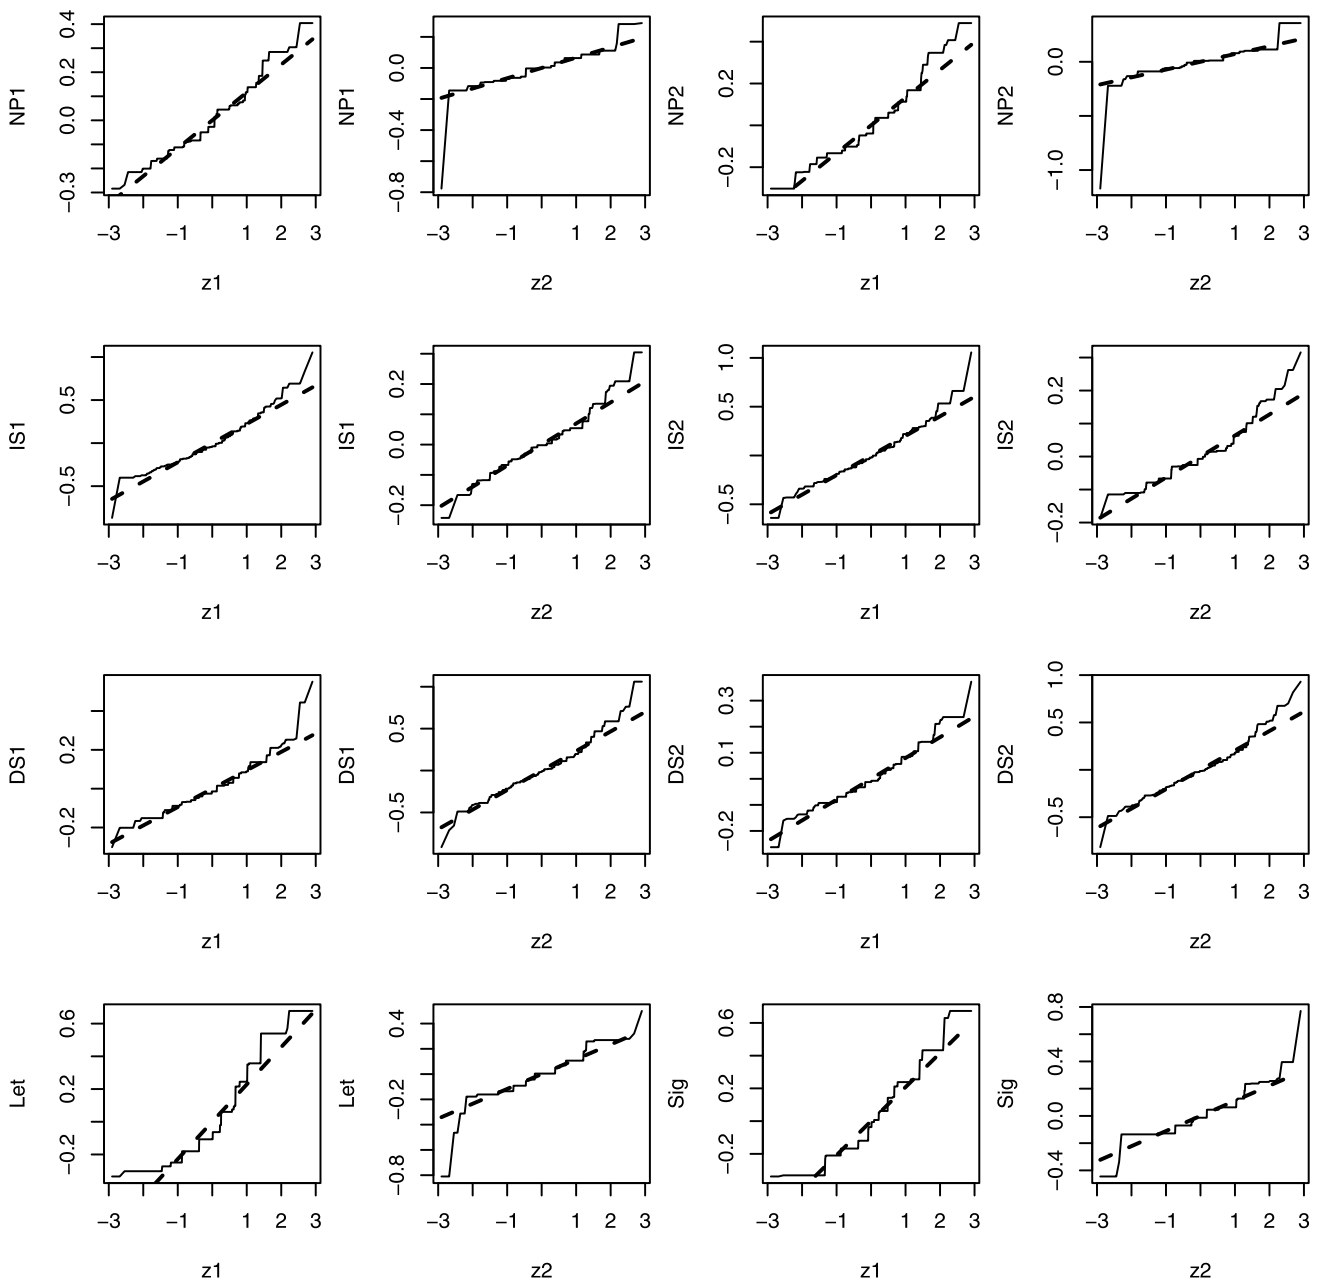 NP1 0.4 0.2 0.0 −0.3 −3 −1 1 2 3 z1
NP1 0.0 −0.4 −0.8 −3 −1 1 2 3 z2
NP2 0.2 −0.2 −3 −1 1 2 3 z1
NP2 0.0 −1.0 −3 −1 1 2 3 z2
IS1 0.5 −0.5 −3 −1 1 2 3 z1
IS1 0.2 0.0 −0.2 −3 −1 1 2 3 z2
IS2 1.0 0.5 −0.5 −3 −1 1 2 3 z1
IS2 0.2 0.0 −0.2 −3 −1 1 2 3 z2
DS1 0.2 −0.2 −3 −1 1 2 3 z1
DS1 0.5 −0.5 −3 −1 1 2 3 z2
DS2 0.3 0.1 −0.2 −3 −1 1 2 3 z1
DS2 1.0 0.5 −0.5 −3 −1 1 2 3 z2
Let 0.6 0.2 −0.2 −3 −1 1 2 3 z1
Let 0.4 −0.2 −0.8 −3 −1 1 2 3 z2
Sig 0.6 0.2 −0.2 −3 −1 1 2 3 z1
Sig 0.8 0.4 0.0 −0.4 −3 −1 1 2 3 z2